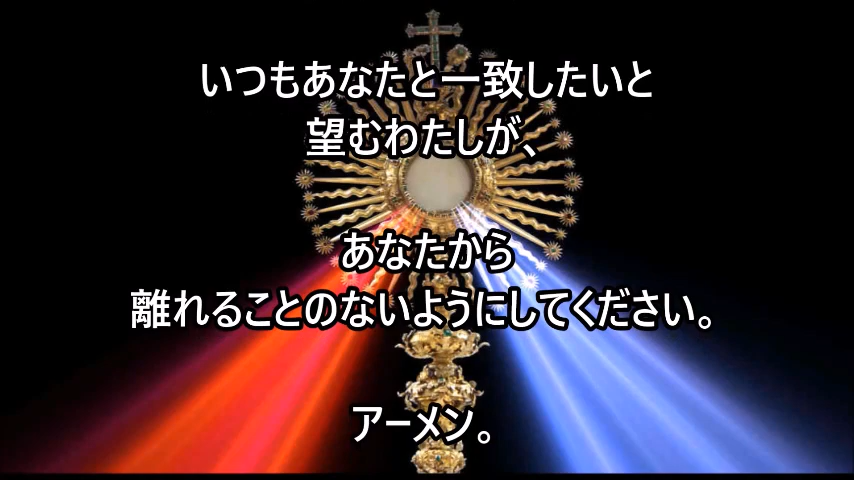 いつもあなたと一致したいと
望むわたしが、
あなたから
離れることのないようにしてください。
アーメン。